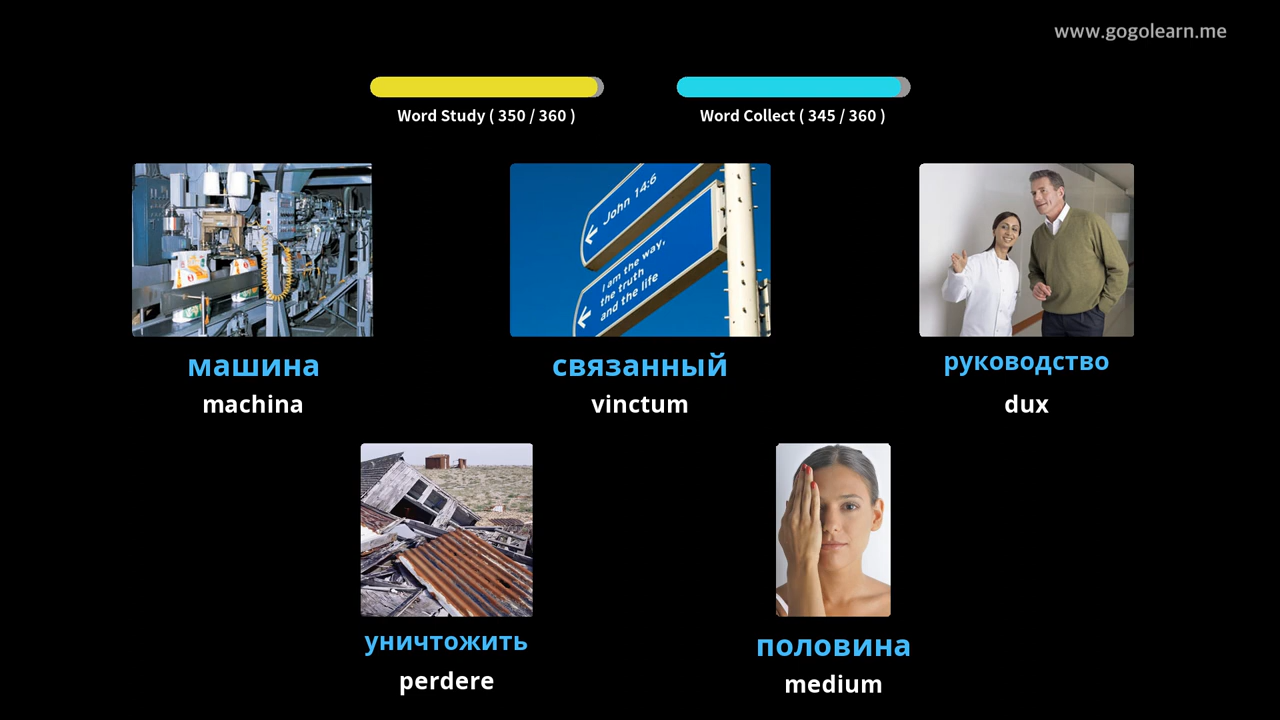 www.gogolearn.me
Word Study ( 350 / 360 )
Word Collect ( 345 / 360 )
John 14:6
I am the way,
the truth
and the life
машина
machina
связанный
vinctum
руководство
dux
уничтожить
perdere
половина
medium